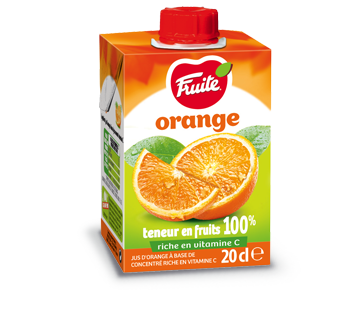 Fruité
orange
teneur en fruits 100%
riche en vitamine C
JUS D'ORANGE À BASE DE
CONCENTRÉ RICHE EN VITAMINE C
20 cl e